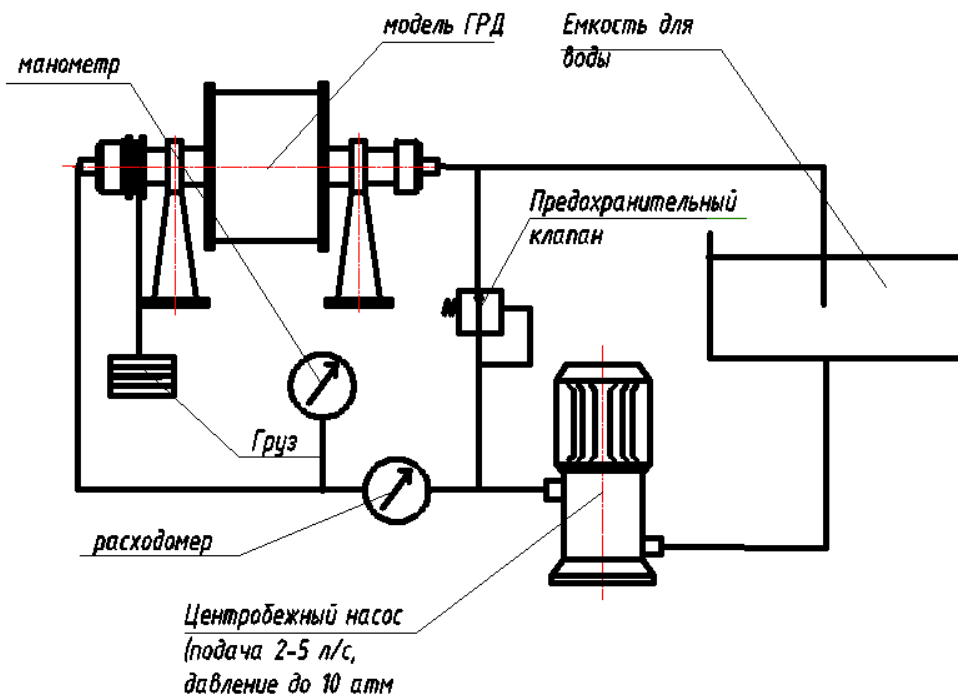 модель ГРД
Емкость для
воды
манометр
Предохранительный
клапан
Груз
расходомер
Центробежный насос
(подача 2-5 л/с,
давление до 10 атм